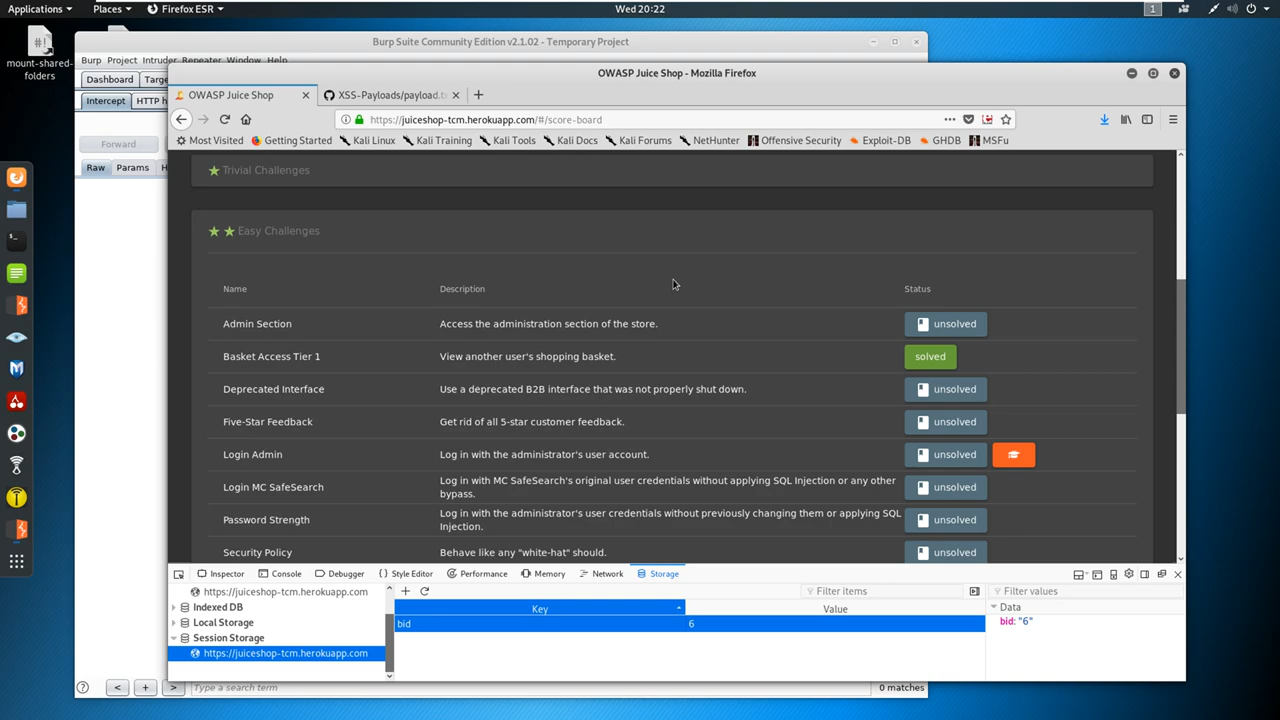 Applications Places Firefox ESR Wed 20:22 1
mount-shared-folders
Burp Suite Community Edition v2.1.02 - Temporary Project
Burp Project Intruder Repeater Window Help
Dashboard
Intercept
Forward
Raw Params
OWASP Juice Shop - Mozilla Firefox
OWASP Juice Shop XSS-Payloads/payload.
https://juiceshop-tcm.herokuapp.com/#/score-board
Most Visited Getting Started Kali Linux Kali Training Kali Tools Kali Docs Kali Forums NetHunter Offensive Security Exploit-DB GHDB MSFu
Trivial Challenges
Easy Challenges
Name Description Status
Admin Section Access the administration section of the store. unsolved
Basket Access Tier 1 View another user's shopping basket. solved
Deprecated Interface Use a deprecated B2B interface that was not properly shut down. unsolved
Five-Star Feedback Get rid of all 5-star customer feedback. unsolved
Login Admin Log in with the administrator's user account. unsolved
Login MC SafeSearch Log in with MC SafeSearch's original user credentials without applying SQL Injection or any other unsolved
bypass.
Password Strength Log in with the administrator's user credentials without previously changing them or applying SQL unsolved
Injection.
Security Policy Behave like any "white-hat" should. unsolved
Inspector Console Debugger Style Editor Performance Memory Network Storage
https://juiceshop-tcm.herokuapp.com Filter items Filter values
Indexed DB Key Value Data
Local Storage bid 6 bid: "6"
Session Storage
https://juiceshop-tcm.herokuapp.com
? < + > Type a search term 0 matches